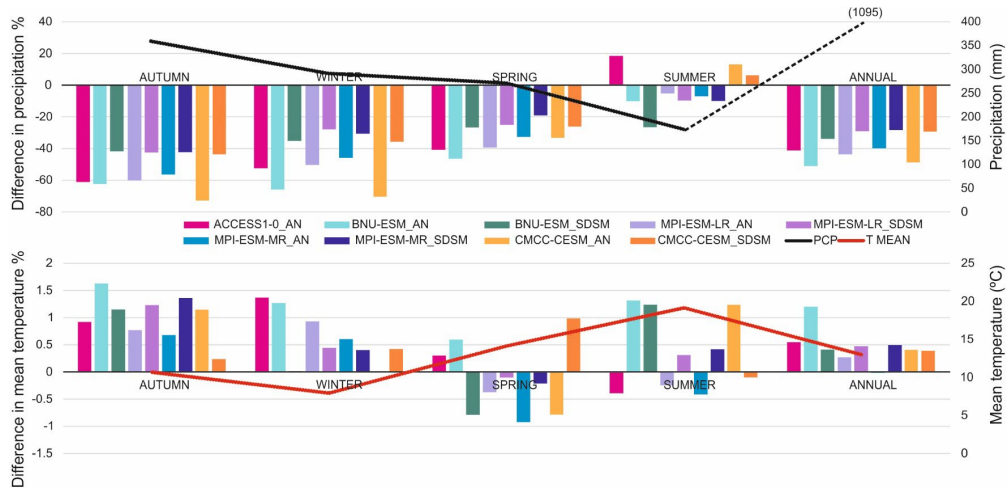 (1095)
Difference in precipitation %
40
20
0
-20
-40
-60
-80
AUTUMN
WINTER
SPRING
SUMMER
ANNUAL
400
350
300
250
200
150
100
50
0
Precipitation (mm)
ACCESS1-0_AN
BNU-ESM_AN
BNU-ESM_SDSM
MPI-ESM-LR_AN
MPI-ESM-LR_SDSM
MPI-ESM-MR_AN
MPI-ESM-MR_SDSM
CMCC-CESM_AN
CMCC-CESM_SDSM
PCP
T MEAN
Difference in mean temperature %
2
1.5
1
0.5
0
-0.5
-1
-1.5
AUTUMN
WINTER
SPRING
SUMMER
ANNUAL
25
20
15
10
5
0
Mean temperature (ºC)